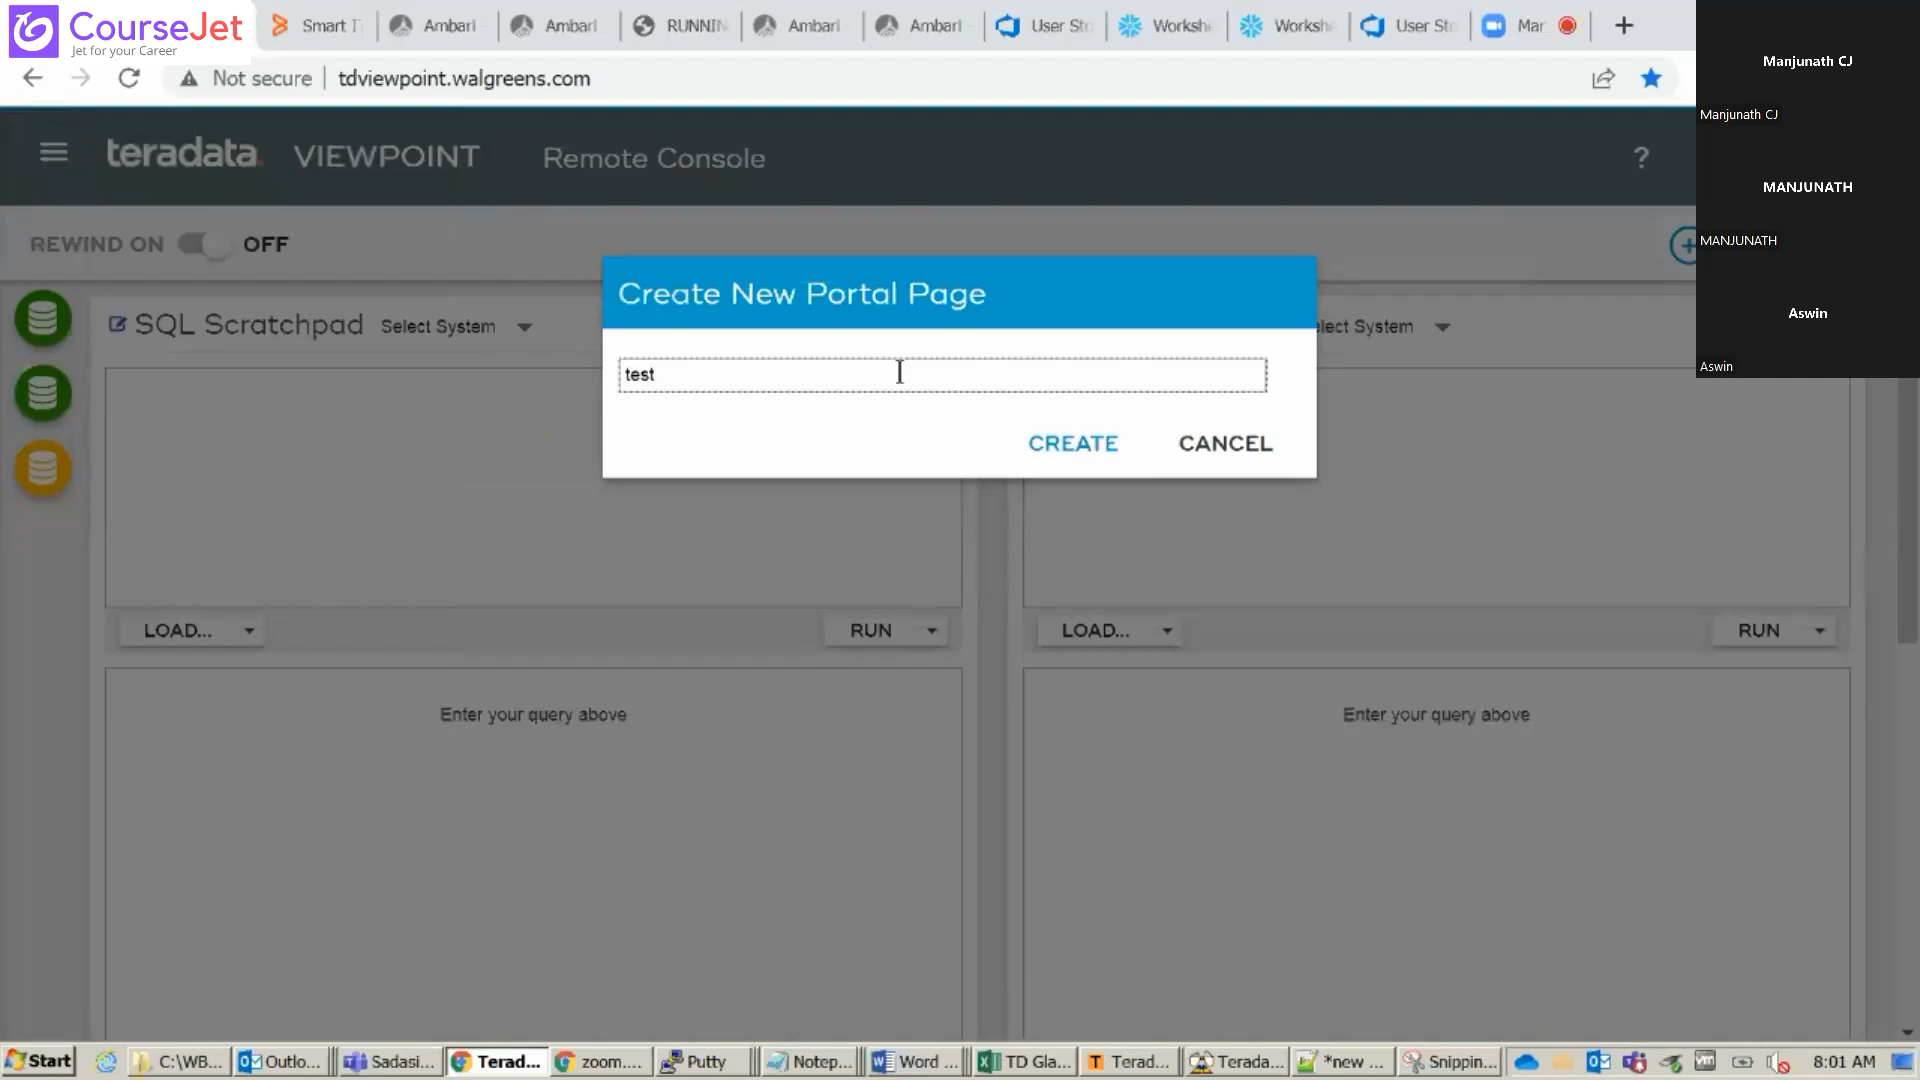 CourseJet
Jet for your Career
Smart I
Ambari
Ambari
RUNNIN
Ambari
Ambari
User Sto
Workshe
Workshe
User Sto
Mar
Not secure
tdviewpoint.walgreens.com
teradata. VIEWPOINT Remote Console
?
REWIND ON OFF
SQL Scratchpad Select System
lect System
Create New Portal Page
test
CREATE CANCEL
LOAD... RUN
LOAD... RUN
Enter your query above
Enter your query above
Manjunath CJ
Manjunath CJ
MANJUNATH
MANJUNATH
Aswin
Aswin
Start
C:\WB...
Outlo...
Sadasi...
Terad...
zoom....
Putty
Notep...
Word ...
TD Gla...
Terad...
Terada...
*new ...
Snippin...
8:01 AM